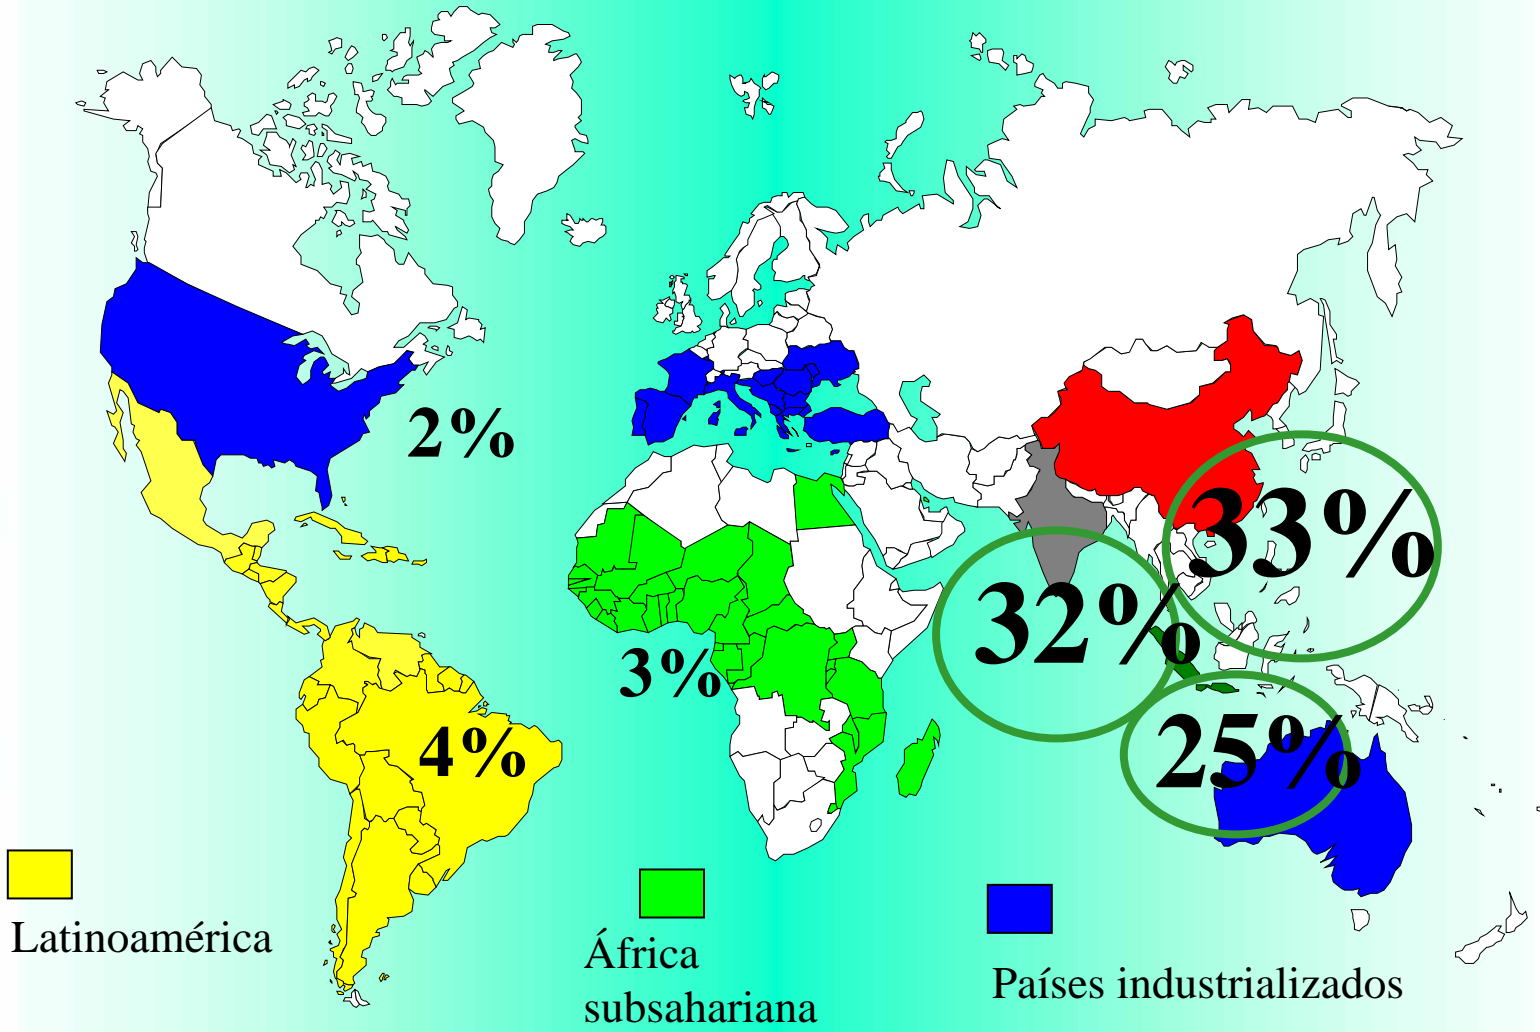 2%
33%
32%
3%
25%
4%
Latinoamérica
África
subsahariana
Países industrializados